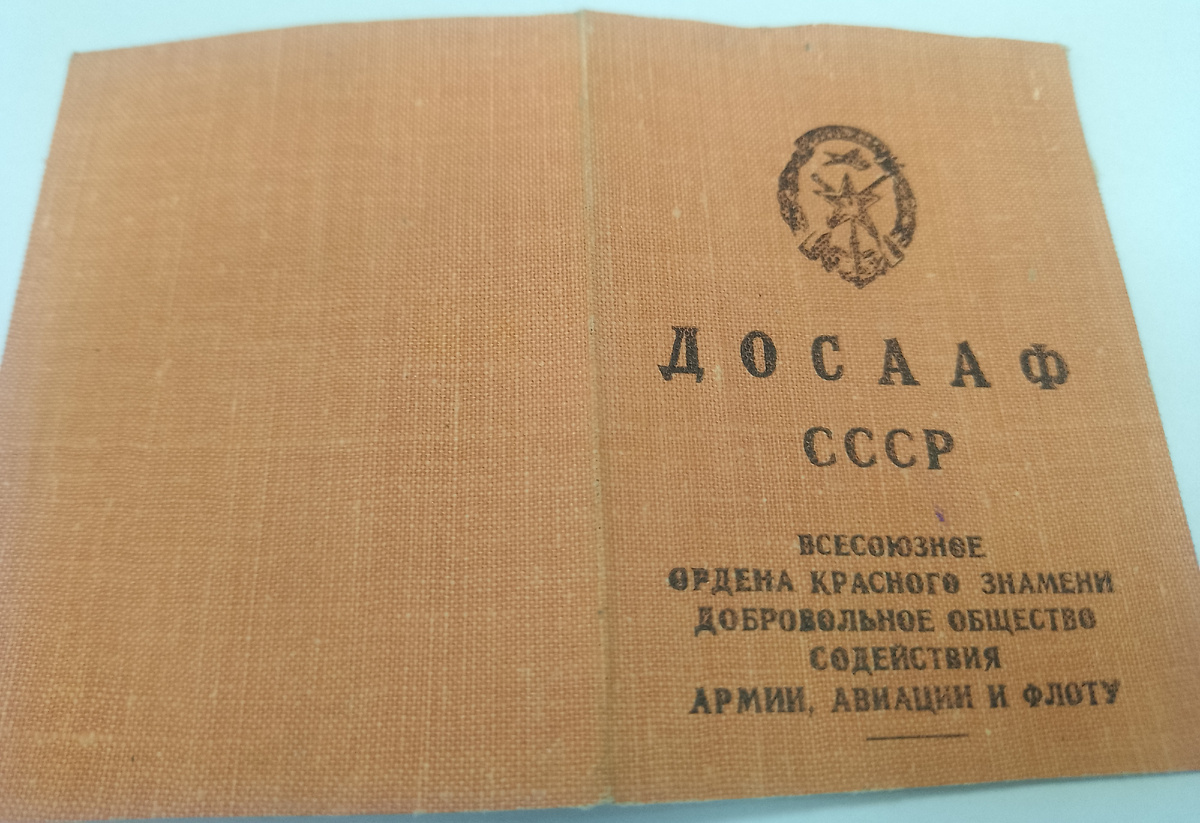 ДОСААФ
СССР
ВСЕСОЮЗНОЕ
ОРДЕНА КРАСНОГО ЗНАМЕНИ
ДОБРОВОЛЬНОЕ ОБЩЕСТВО
СОДЕЙСТВИЯ
АРМИИ, АВИАЦИИ И ФЛОТУ